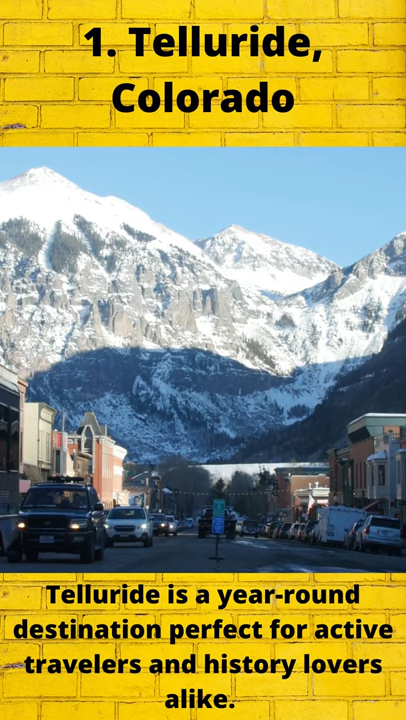 1. Telluride,
Colorado
Telluride is a year-round
destination perfect for active
travelers and history lovers
alike.